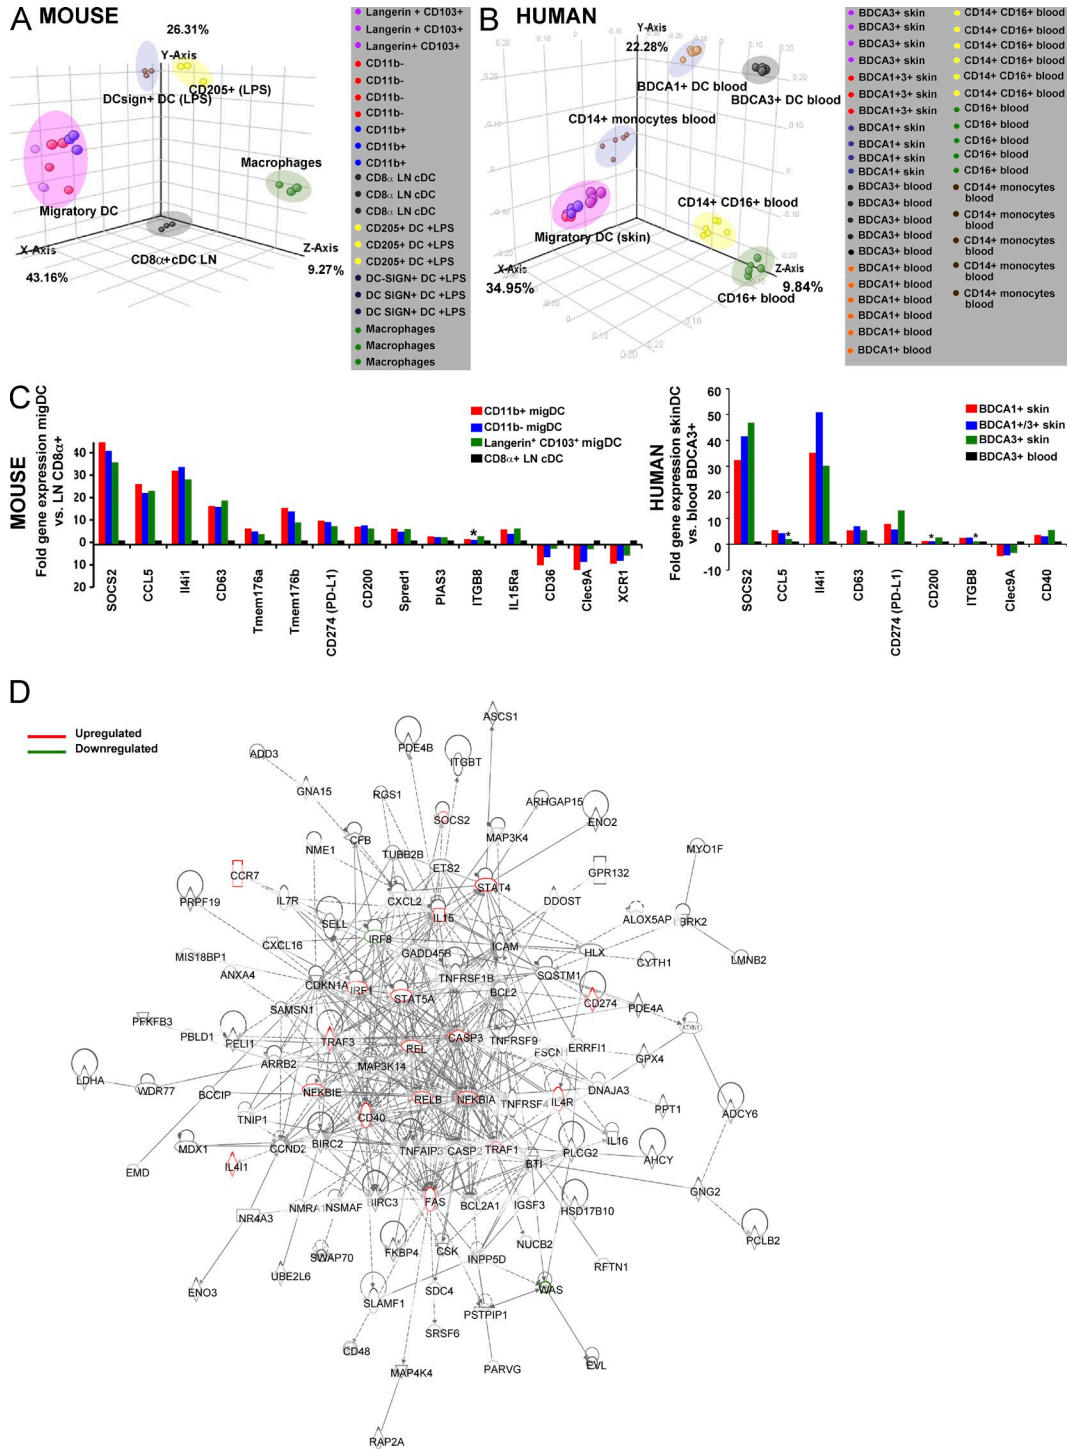 A MOUSE
26.31%
Y-Axis
CD205+ (LPS)
DCsign+ DC (LPS)
Macrophages
Migratory DC
X-Axis
43.16%
CD8α+cDC LN
Z-Axis
9.27%
Langerin + CD103+
Langerin + CD103+
Langerin+ CD103+
CD11b-
CD11b-
CD11b-
CD11b-
CD11b+
CD11b+
CD11b+
CD8α LN cDC
CD8α LN cDC
CD8α LN cDC
CD205+ DC +LPS
CD205+ DC +LPS
CD205+ DC +LPS
DC-SIGN+ DC +LPS
DC SIGN+ DC +LPS
DC SIGN+ DC +LPS
Macrophages
Macrophages
Macrophages
B HUMAN
Y-Axis
22.28%
BDCA1+ DC blood
BDCA3+ DC blood
CD14+ monocytes blood
CD14+ CD16+ blood
Migratory DC (skin)
X-Axis
34.95%
Z-Axis
9.84%
CD16+ blood
BDCA3+ skin
BDCA3+ skin
BDCA3+ skin
BDCA3+ skin
BDCA1+3+ skin
BDCA1+3+ skin
BDCA1+3+ skin
BDCA1+ skin
BDCA1+ skin
BDCA1+ skin
BDCA1+ skin
BDCA3+ blood
BDCA3+ blood
BDCA3+ blood
BDCA3+ blood
BDCA3+ blood
BDCA1+ blood
BDCA1+ blood
BDCA1+ blood
BDCA1+ blood
BDCA1+ blood
BDCA1+ blood
CD14+ CD16+ blood
CD14+ CD16+ blood
CD14+ CD16+ blood
CD14+ CD16+ blood
CD14+ CD16+ blood
CD14+ CD16+ blood
CD16+ blood
CD16+ blood
CD16+ blood
CD16+ blood
CD16+ blood
CD14+ monocytes
blood
CD14+ monocytes
blood
CD14+ monocytes
blood
CD14+ monocytes
blood
CD14+ monocytes
blood
C
MOUSE
Fold gene expression migDC
vs. LN CD8α+
40
30
20
10
0
10
20
CD11b+ migDC
CD11b- migDC
Langerin+ CD103+ migDC
CD8α+ LN cDC
*
SOCS2
CCL5
Il4i1
CD63
Tmem176a
Tmem176b
CD274 (PD-L1)
CD200
Spred1
PIAS3
ITGB8
IL15Ra
CD36
Clec9A
XCR1
HUMAN
Fold gene expression skinDC
vs. blood BDCA3+
60
50
40
30
20
10
0
-10
BDCA1+ skin
BDCA1+/3+ skin
BDCA3+ skin
BDCA3+ blood
* * *
SOCS2
CCL5
Il4i1
CD63
CD274 (PD-L1)
CD200
ITGB8
Clec9A
CD40
D
Upregulated
Downregulated
ASCS1
PDE4B
ADD3
ITGBT
GNA15
RGS1
ARHGAP15
SOCS2
ENO2
MAP3K4
CFB
NME1
TUBB2B
MYO1F
ETS2
GPR132
CCR7
STAT4
PRPF19
IL7R
CXCL2
DDOST
IL15
ALOX5AP
SELL
IRF8
CXCL16
ICAM
HLX
MIS18BP1
GADD45B
LMNB2
CYTH1
ANXA4
TNFRSF1B
SQSTM1
CDKN1A
IRF1
BCL2
STAT5A
CD274
SAMSN1
PDE4A
PFKFB3
ATXN1
PBLD1
PELI1
TRAF3
CASP3
TNFRSF9
REL
FSCN1
ERRFI1
ARRB2
MAP3K14
GPX4
LDHA
WDR77
BCCIP
NFKBIE
DNAJA3
RELB
NFKBIA
TNFRSF4
IL4R
PPT1
ADCY6
TNIP1
CD40
MDX1
CCND2
BIRC2
TNFAIP3
CASP2
TRAF1
IL16
PLCG2
AHCY
EMD
IL4I1
BTI
GNG2
NR4A3
NMRA1
NSMAF
BIRC3
FAS
BCL2A1
IGSF3
HSD17B10
NUCB2
PCLB2
SWAP70
FKBP4
CSK
INPP5D
RFTN1
UBE2L6
ENO3
SLAMF1
SDC4
WAS
PSTPIP1
SRSF6
CD48
MAP4K4
PARVG
EVL
RAP2A